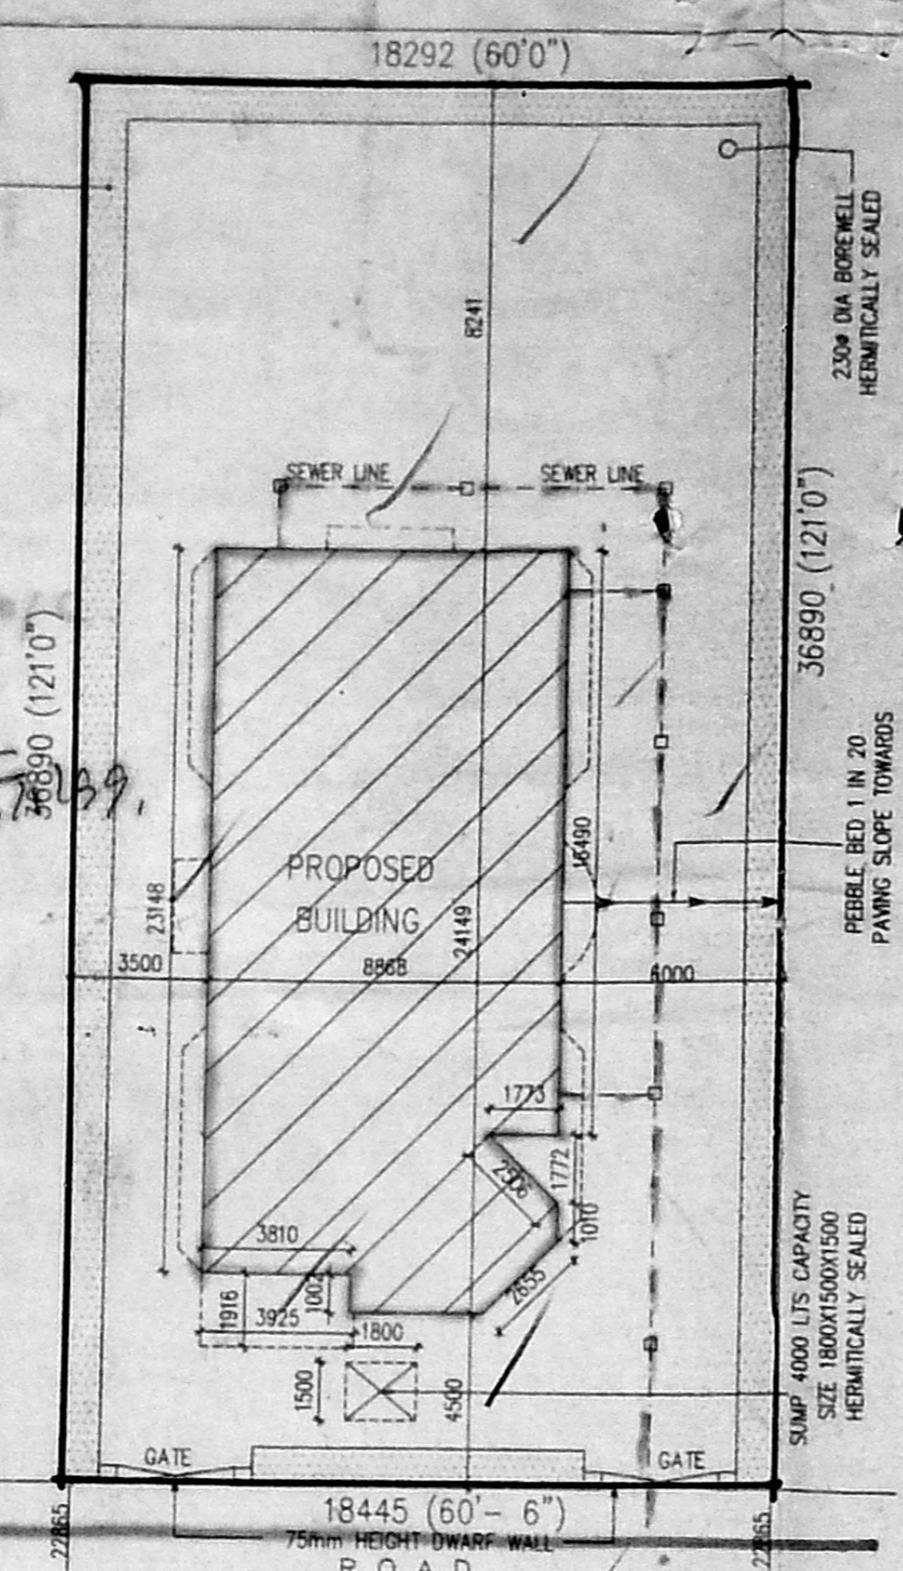 18292 (60'0")
230ø DIA BOREWELL
HERMITICALLY SEALED
8241
SEWER LINE
SEWER LINE
36890 (121'0")
36890 (121'0")
PEBBLE BED 1 IN 20
PAVING SLOPE TOWARDS
16490
PROPOSED
BUILDING
23148
24149
3500
8868
6000
1773
1772
2506
1010
3810
2655
1002
1916
3925
1800
1500
4500
SUMP 4000 LTS CAPACITY
SIZE 1800X1500X1500
HERMITICALLY SEALED
GATE
GATE
18445 (60'- 6")
22865
22865
75mm HEIGHT DWARF WALL
ROAD